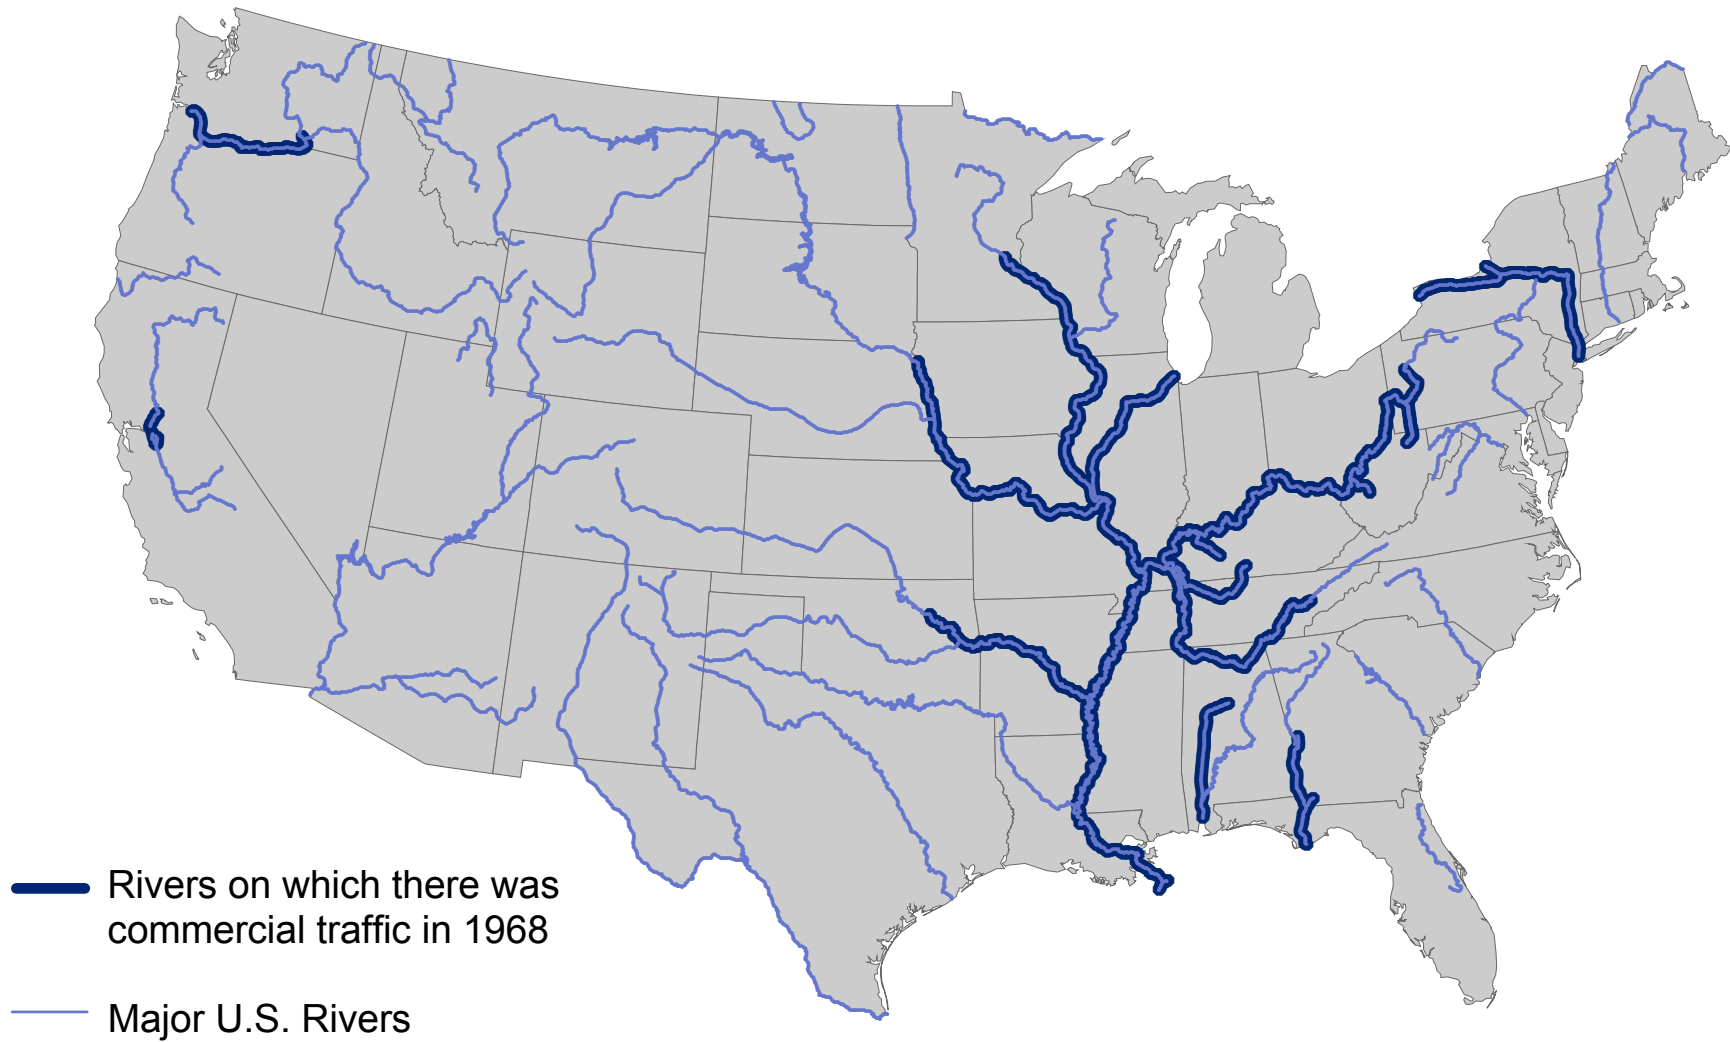 Rivers on which there was
commercial traffic in 1968
Major U.S. Rivers